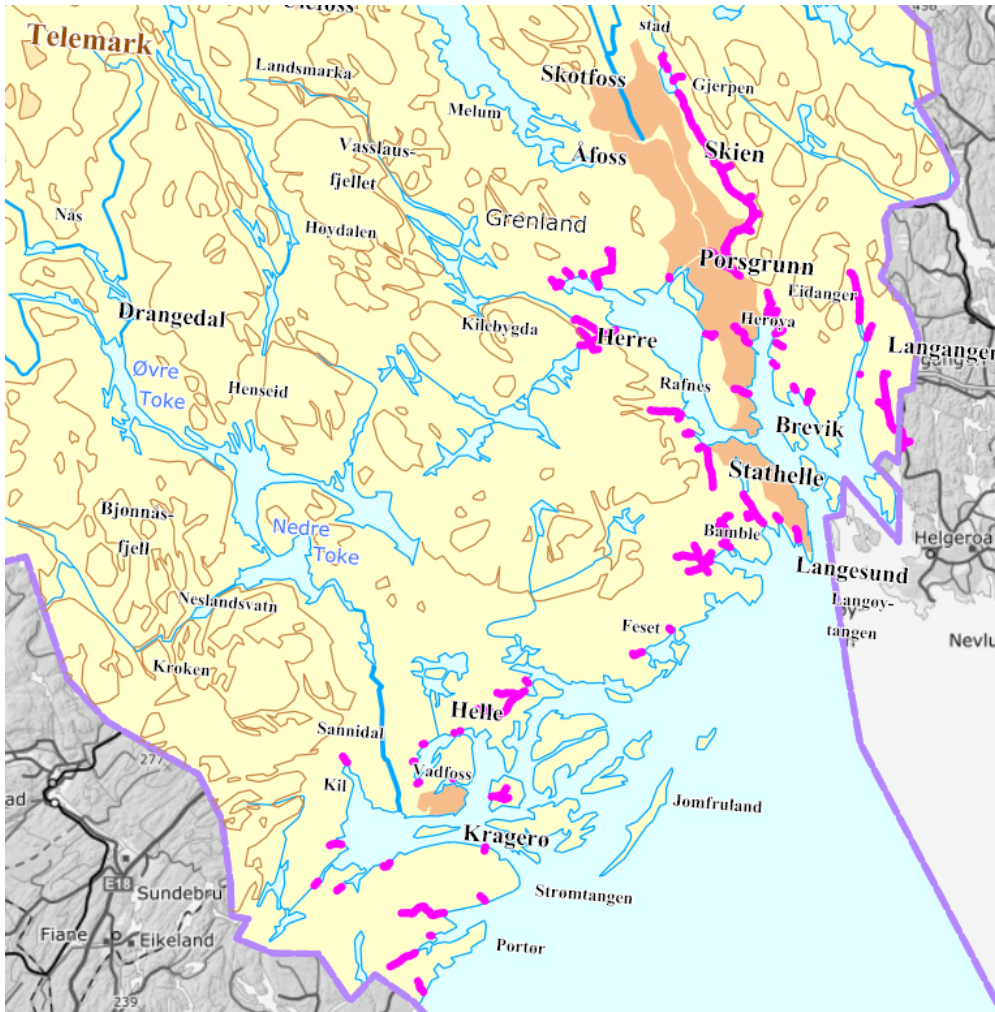 456
stad
Telemark
Landsmarka
Skotfoss
Gjerpen
Melum
Vasslaus-
fjellet
Åfoss
Skien
Nås
Grenland
Høydalen
Porsgrunn
Eidanger
Drangedal
Kilebygda
Herre
Herøya
Langangen
Øvre
Toke
Henseid
Rafnes
Brevik
Stathelle
Bjønnås-
fjell
Nedre
Toke
Bamble
Helgeroa
Langesund
Neslandsvatn
Langøy-
tangen
Feset
Nevlu
Kroken
Helle
Sannidal
277
Vadfoss
Kil
ad
Jomfruland
Kragerø
E18
Sundebru
Strømtangen
Fiane
Eikeland
Portør
239